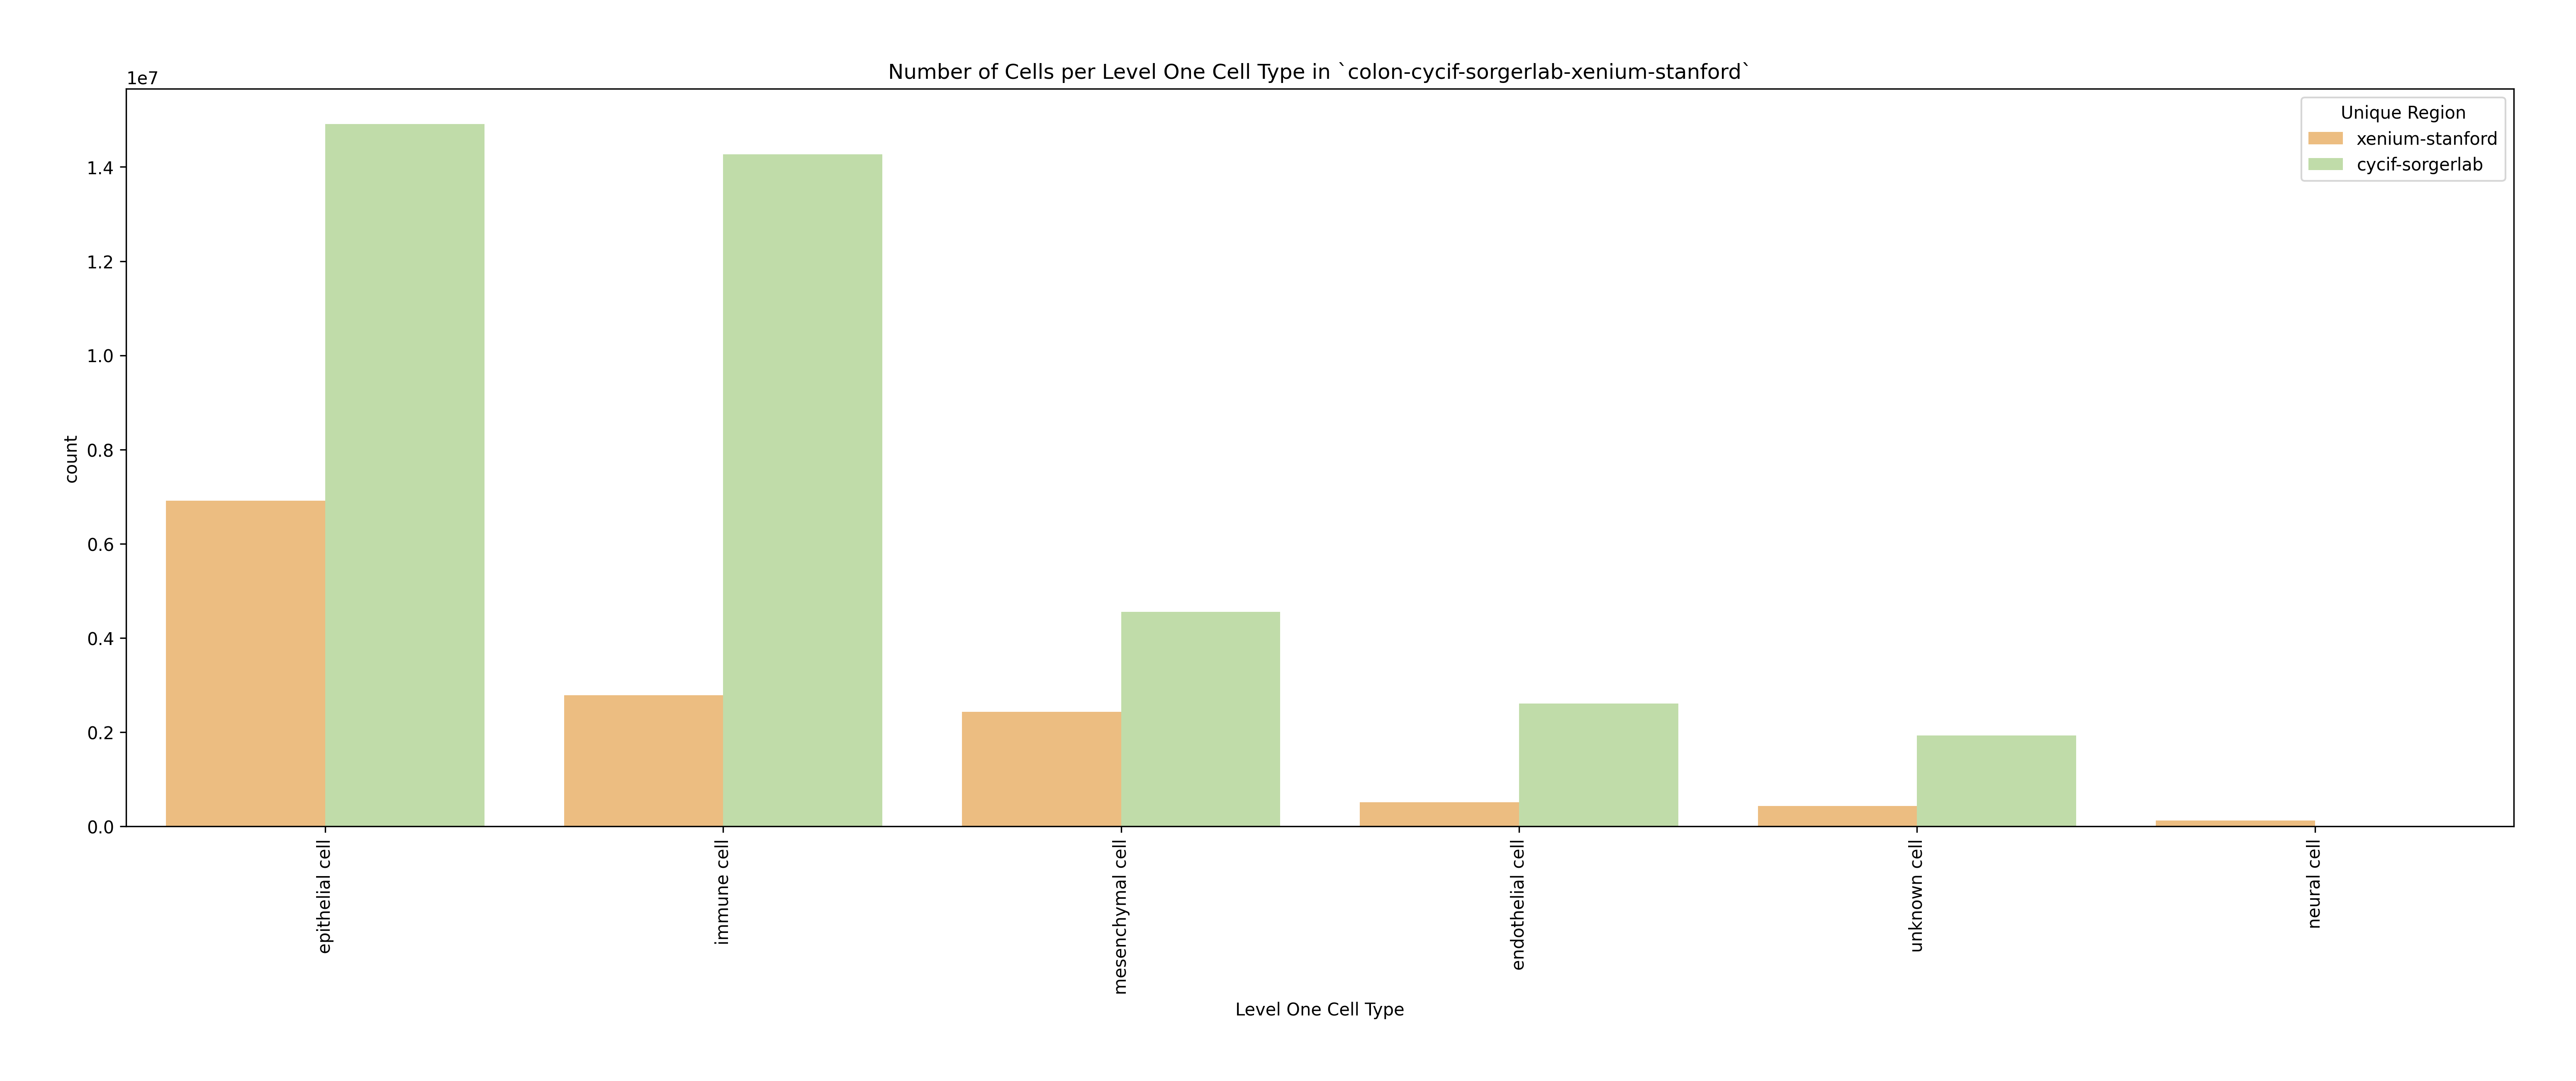 Number of Cells per Level One Cell Type in `colon-cycif-sorgerlab-xenium-stanford`
1e7
Unique Region
xenium-stanford
cycif-sorgerlab
1.4
1.2
1.0
0.8
0.6
0.4
0.2
0.0
count
epithelial cell
immune cell
mesenchymal cell
endothelial cell
unknown cell
neural cell
Level One Cell Type